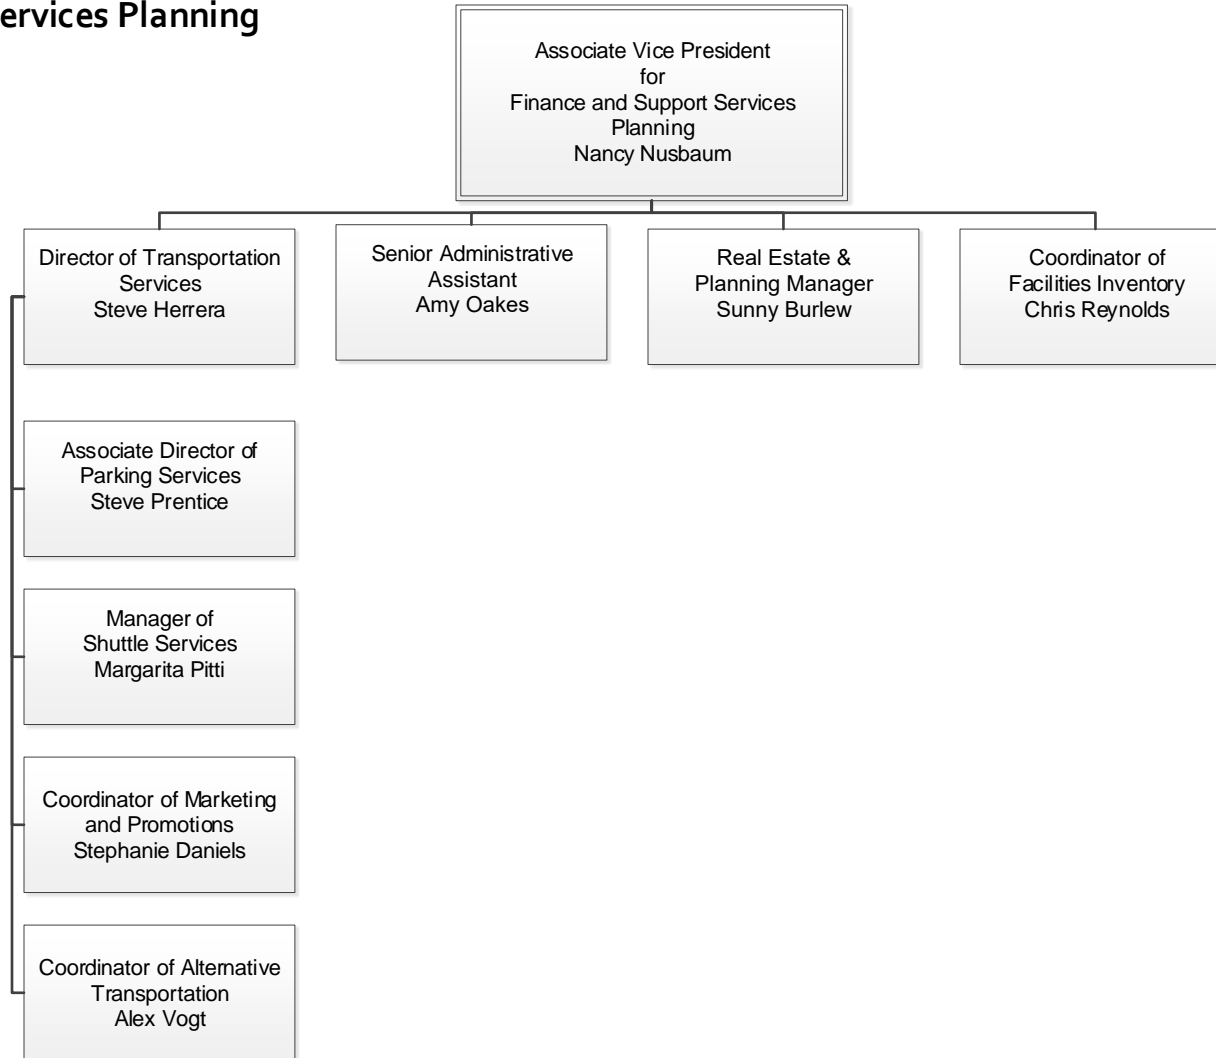 ervices Planning
Associate Vice President
for
Finance and Support Services
Planning
Nancy Nusbaum
Director of Transportation
Services
Steve Herrera
Senior Administrative
Assistant
Amy Oakes
Real Estate &
Planning Manager
Sunny Burlew
Coordinator of
Facilities Inventory
Chris Reynolds
Associate Director of
Parking Services
Steve Prentice
Manager of
Shuttle Services
Margarita Pitti
Coordinator of Marketing
and Promotions
Stephanie Daniels
Coordinator of Alternative
Transportation
Alex Vogt